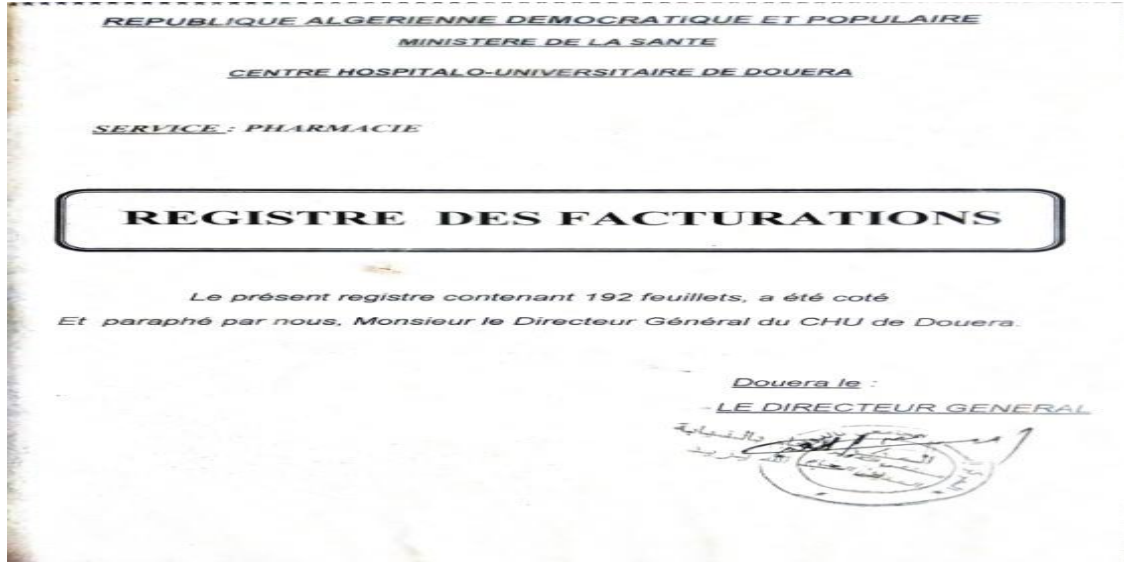 REPUBLIQUE ALGERIENNE DEMOCRATIQUE ET POPULAIRE
MINISTERE DE LA SANTE
CENTRE HOSPITALO-UNIVERSITAIRE DE DOUERA
SERVICE : PHARMACIE
REGISTRE DES FACTURATIONS
Le présent registre contenant 192 feuillets, a été coté
Et paraphé par nous, Monsieur le Directeur Général du CHU de Douera.
Douera le :
LE DIRECTEUR GENERAL
بالنيابة